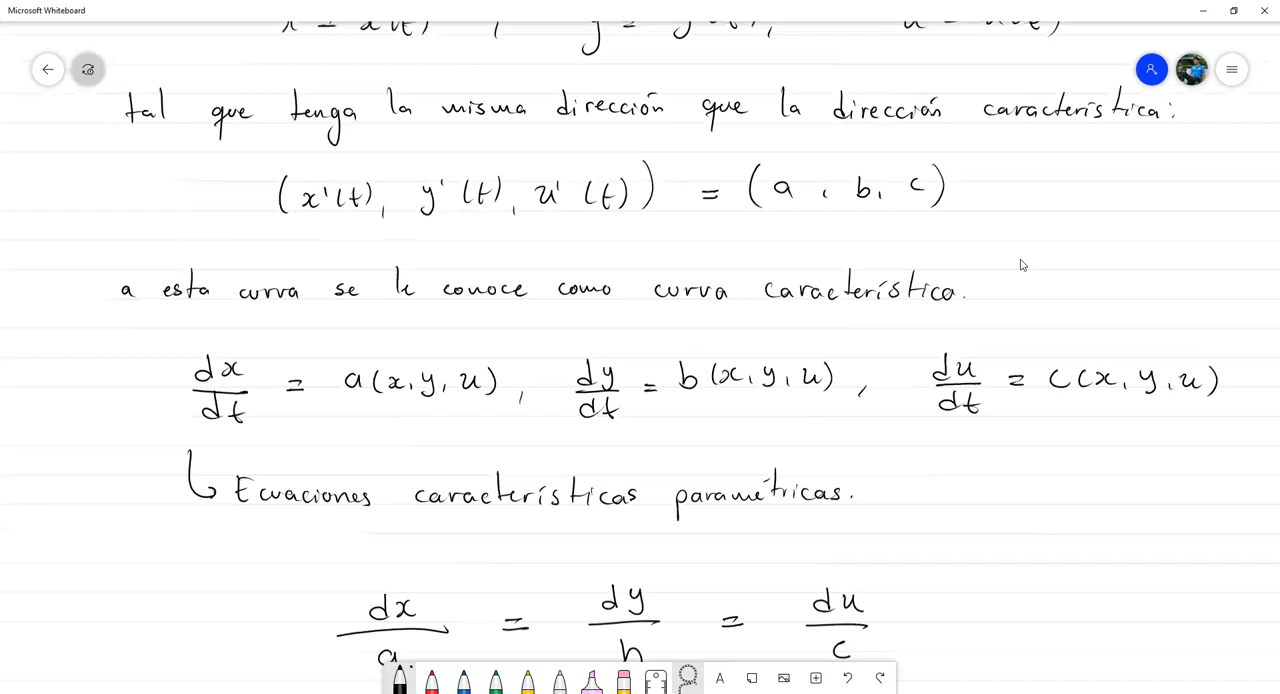 Microsoft Whiteboard
x = x(t) , y = y(t), u = u(t)
tal que tenga la misma dirección que la dirección característica:
(x'(t), y'(t), u'(t)) = (a, b, c)
a esta curva se le conoce como curva característica.
dx/dt = a(x, y, u), dy/dt = b(x, y, u), du/dt = c(x, y, u)
Ecuaciones características paramétricas.
dx/a = dy/b = du/c
A